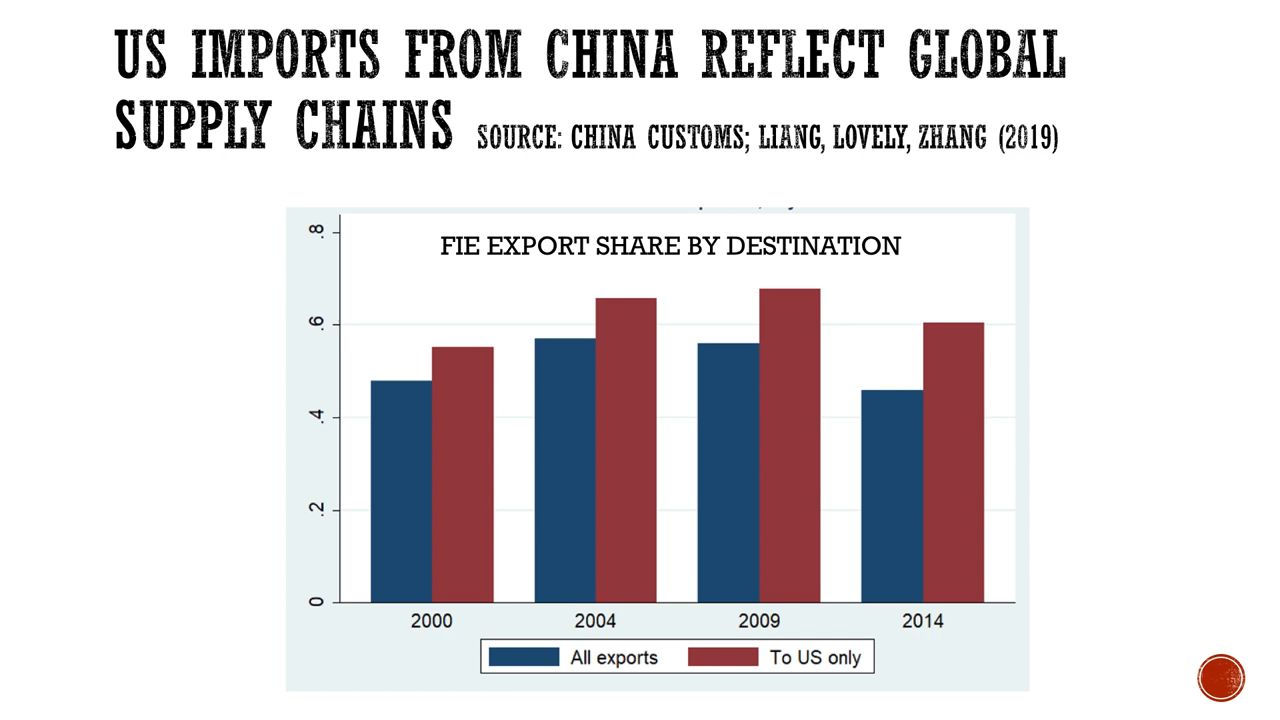 US IMPORTS FROM CHINA REFLECT GLOBAL
SUPPLY CHAINS SOURCE: CHINA CUSTOMS; LIANG, LOVELY, ZHANG (2019)
FIE EXPORT SHARE BY DESTINATION
.8
.6
.4
.2
0
2000 2004 2009 2014
All exports To US only